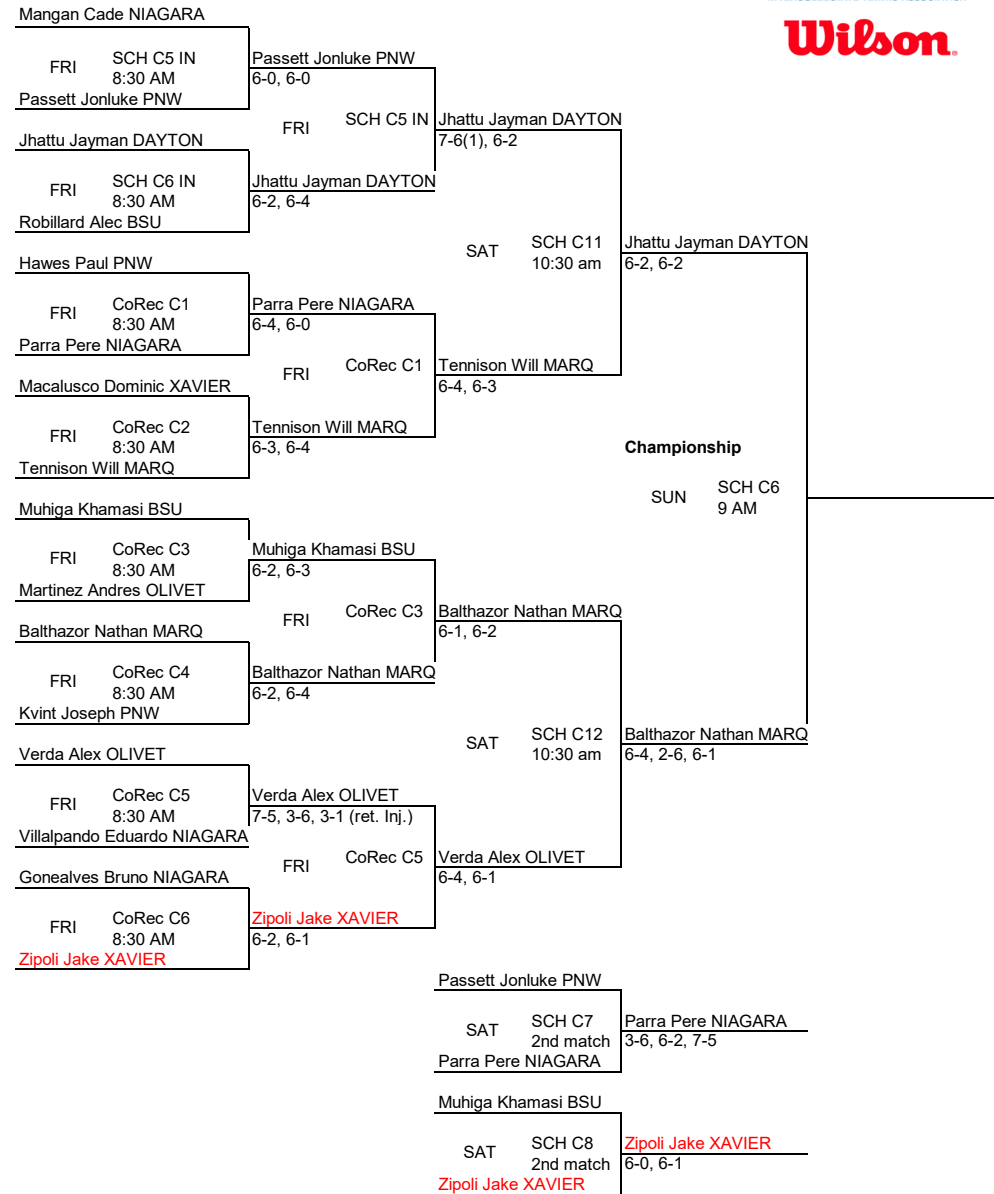 Mangan Cade NIAGARA
Wilson.
FRI SCH C5 IN Passett Jonluke PNW
8:30 AM 6-0, 6-0
Passett Jonluke PNW
FRI SCH C5 IN Jhattu Jayman DAYTON
7-6(1), 6-2
Jhattu Jayman DAYTON
FRI SCH C6 IN Jhattu Jayman DAYTON
8:30 AM 6-2, 6-4
Robillard Alec BSU
SAT SCH C11 Jhattu Jayman DAYTON
10:30 am 6-2, 6-2
Hawes Paul PNW
FRI CoRec C1 Parra Pere NIAGARA
8:30 AM 6-4, 6-0
Parra Pere NIAGARA
FRI CoRec C1 Tennison Will MARQ
6-4, 6-3
Macalusco Dominic XAVIER
FRI CoRec C2 Tennison Will MARQ
8:30 AM 6-3, 6-4
Tennison Will MARQ
Championship
SUN SCH C6
9 AM
Muhiga Khamasi BSU
FRI CoRec C3 Muhiga Khamasi BSU
8:30 AM 6-2, 6-3
Martinez Andres OLIVET
FRI CoRec C3 Balthazor Nathan MARQ
6-1, 6-2
Balthazor Nathan MARQ
FRI CoRec C4 Balthazor Nathan MARQ
8:30 AM 6-2, 6-4
Kvint Joseph PNW
SAT SCH C12 Balthazor Nathan MARQ
10:30 am 6-4, 2-6, 6-1
Verda Alex OLIVET
FRI CoRec C5 Verda Alex OLIVET
8:30 AM 7-5, 3-6, 3-1 (ret. Inj.)
Villalpando Eduardo NIAGARA
FRI CoRec C5 Verda Alex OLIVET
6-4, 6-1
Gonealves Bruno NIAGARA
FRI CoRec C6 Zipoli Jake XAVIER
8:30 AM 6-2, 6-1
Zipoli Jake XAVIER
Passett Jonluke PNW
SAT SCH C7 Parra Pere NIAGARA
2nd match 3-6, 6-2, 7-5
Parra Pere NIAGARA
Muhiga Khamasi BSU
SAT SCH C8 Zipoli Jake XAVIER
2nd match 6-0, 6-1
Zipoli Jake XAVIER